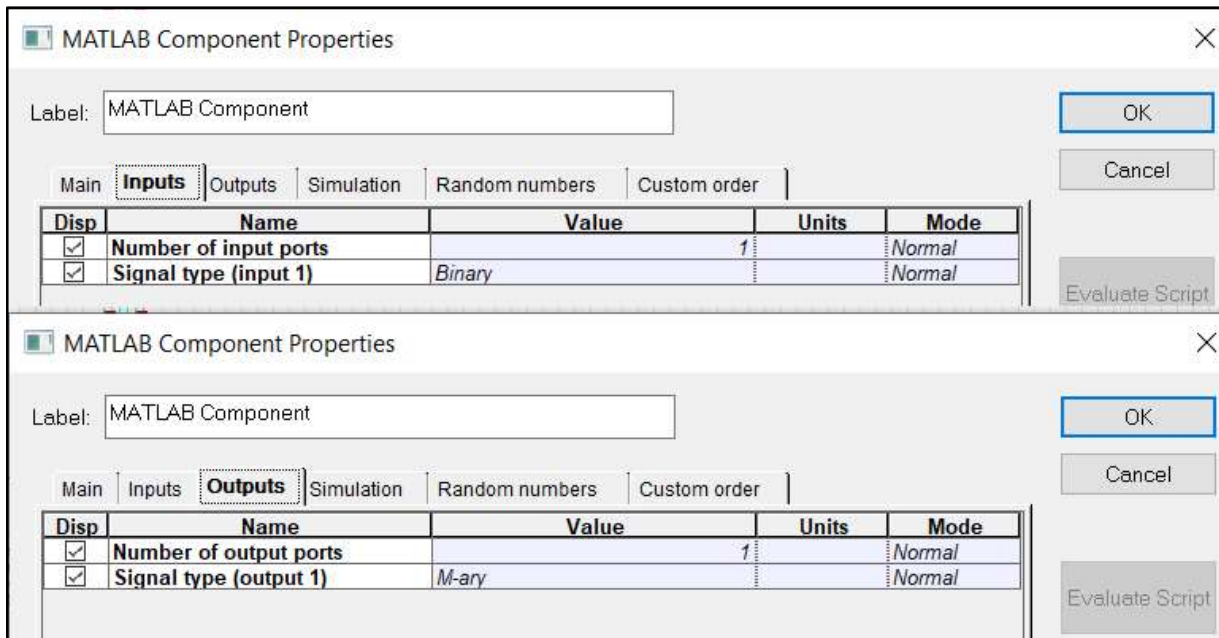 MATLAB Component Properties
Label: MATLAB Component
OK
Cancel
Main Inputs Outputs Simulation Random numbers Custom order
Disp Name Value Units Mode
Number of input ports 1 Normal
Signal type (input 1) Binary Normal
Evaluate Script
MATLAB Component Properties
Label: MATLAB Component
OK
Cancel
Main Inputs Outputs Simulation Random numbers Custom order
Disp Name Value Units Mode
Number of output ports 1 Normal
Signal type (output 1) M-ary Normal
Evaluate Script